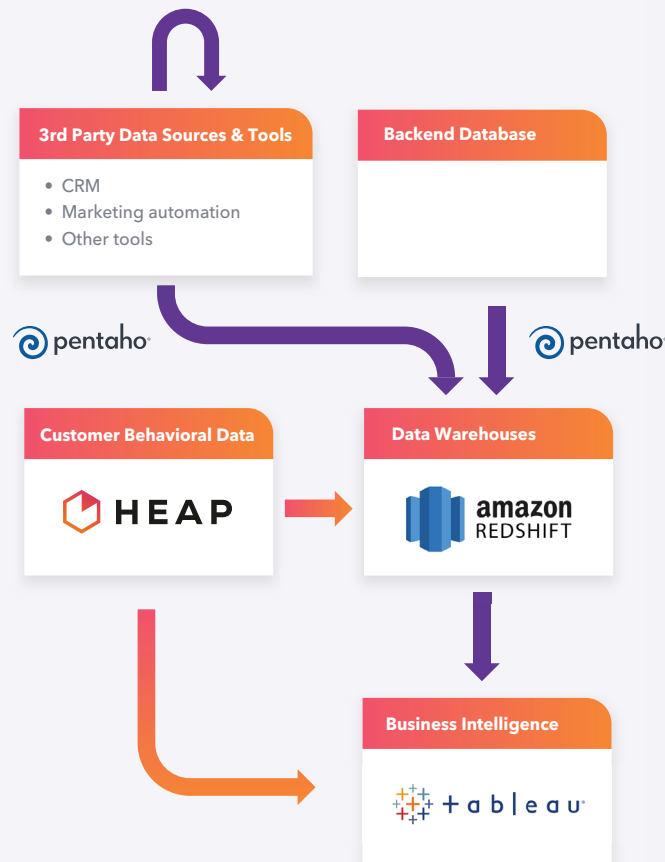 3rd Party Data Sources & Tools
• CRM
• Marketing automation
• Other tools
Backend Database
pentaho
pentaho
Customer Behavioral Data
HEAP
Data Warehouses
amazon
REDSHIFT
Business Intelligence
+ableau